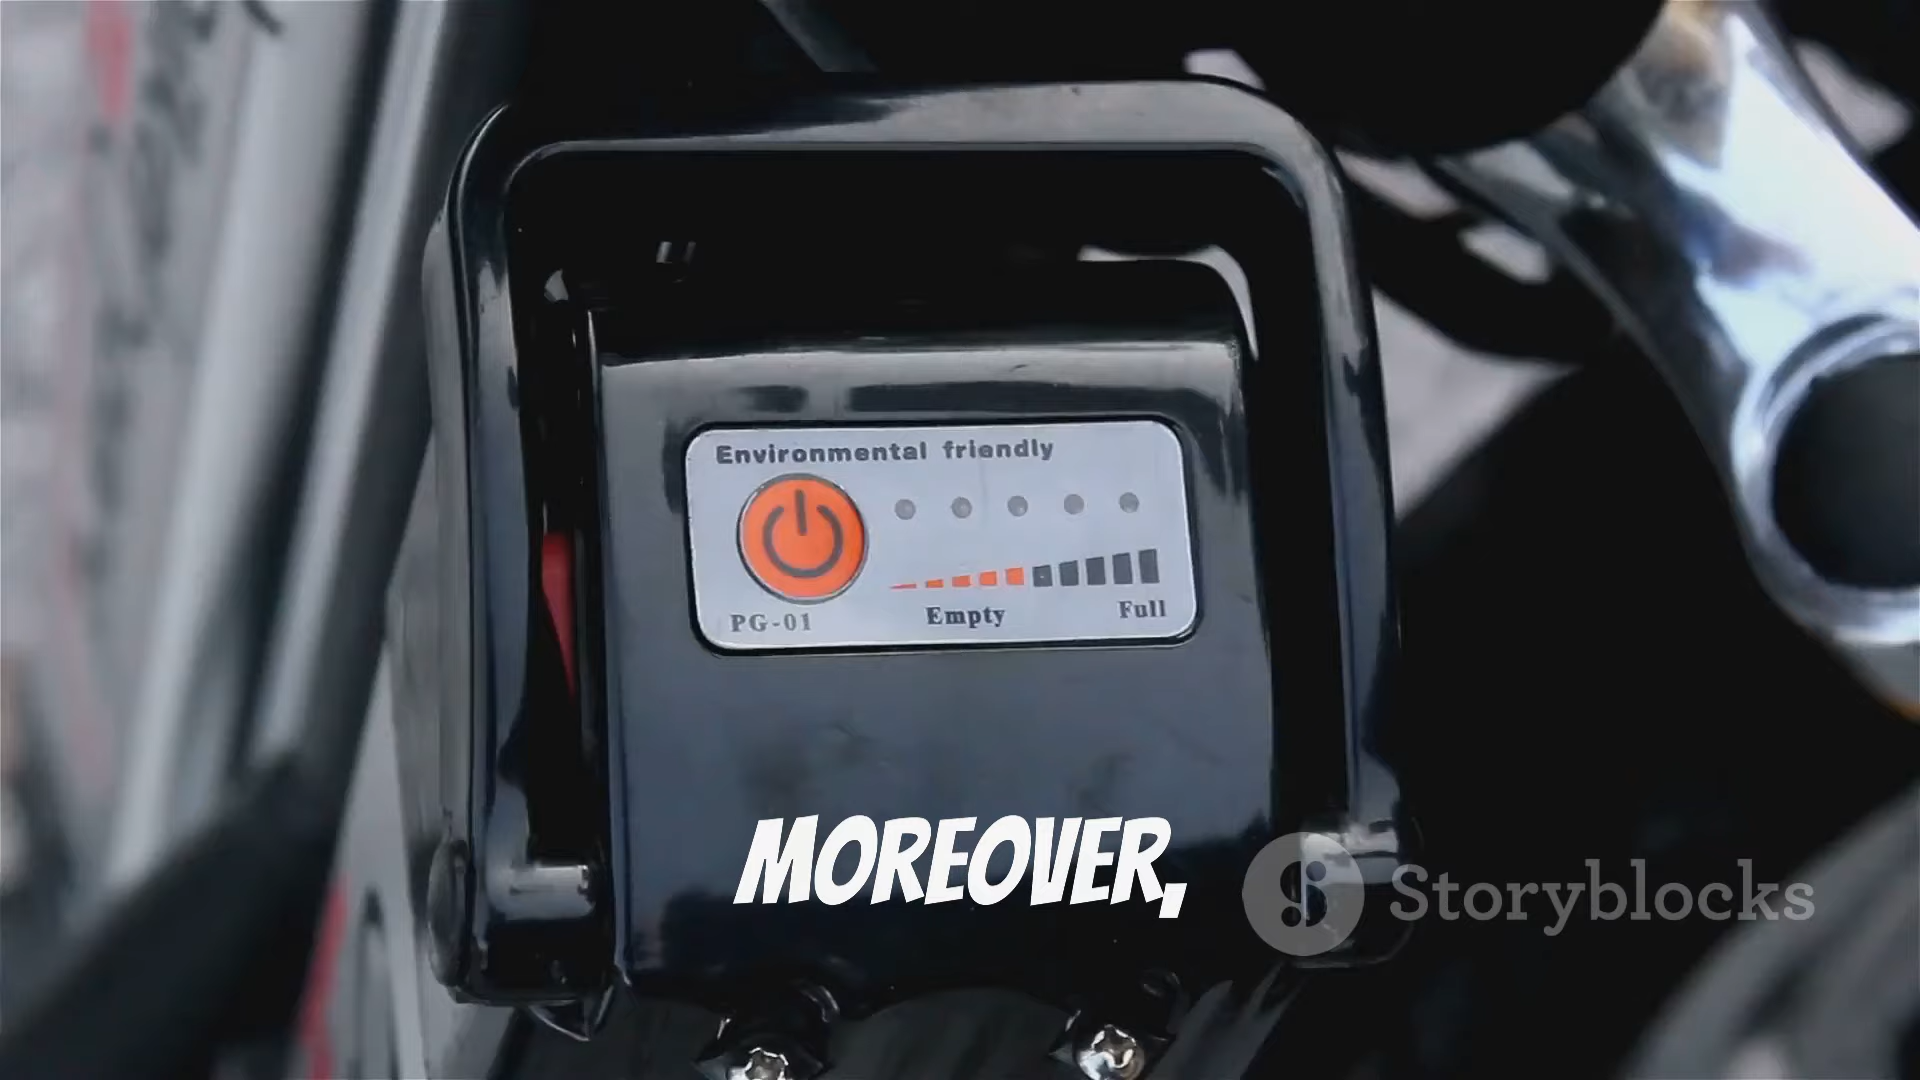 Environmental friendly
PG-01
Empty
Full
MOREOVER,
Storyblocks